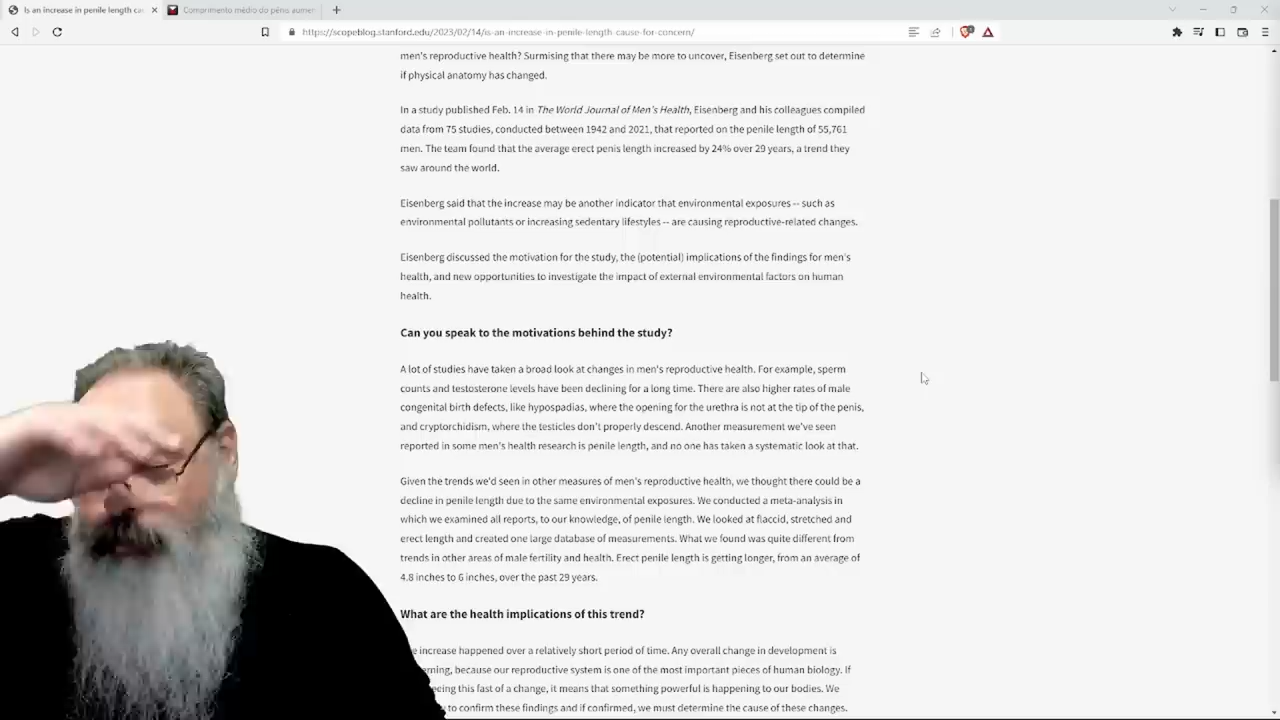 Is an increase in penile length ca
Comprimento médio do pênis aumen
https://scopeblog.stanford.edu/2023/02/14/is-an-increase-in-penile-length-cause-for-concern/
men's reproductive health? Surmising that there may be more to uncover, Eisenberg set out to determine
if physical anatomy has changed.
In a study published Feb. 14 in The World Journal of Men's Health, Eisenberg and his colleagues compiled
data from 75 studies, conducted between 1942 and 2021, that reported on the penile length of 55,761
men. The team found that the average erect penis length increased by 24% over 29 years, a trend they
saw around the world.
Eisenberg said that the increase may be another indicator that environmental exposures -- such as
environmental pollutants or increasing sedentary lifestyles -- are causing reproductive-related changes.
Eisenberg discussed the motivation for the study, the (potential) implications of the findings for men's
health, and new opportunities to investigate the impact of external environmental factors on human
health.
Can you speak to the motivations behind the study?
A lot of studies have taken a broad look at changes in men's reproductive health. For example, sperm
counts and testosterone levels have been declining for a long time. There are also higher rates of male
congenital birth defects, like hypospadias, where the opening for the urethra is not at the tip of the penis,
and cryptorchidism, where the testicles don't properly descend. Another measurement we've seen
reported in some men's health research is penile length, and no one has taken a systematic look at that.
Given the trends we'd seen in other measures of men's reproductive health, we thought there could be a
decline in penile length due to the same environmental exposures. We conducted a meta-analysis in
which we examined all reports, to our knowledge, of penile length. We looked at flaccid, stretched and
erect length and created one large database of measurements. What we found was quite different from
trends in other areas of male fertility and health. Erect penile length is getting longer, from an average of
4.8 inches to 6 inches, over the past 29 years.
What are the health implications of this trend?
increase happened over a relatively short period of time. Any overall change in development is
because our reproductive system is one of the most important pieces of human biology. If
this fast of a change, it means that something powerful is happening to our bodies. We
to confirm these findings and if confirmed, we must determine the cause of these changes.